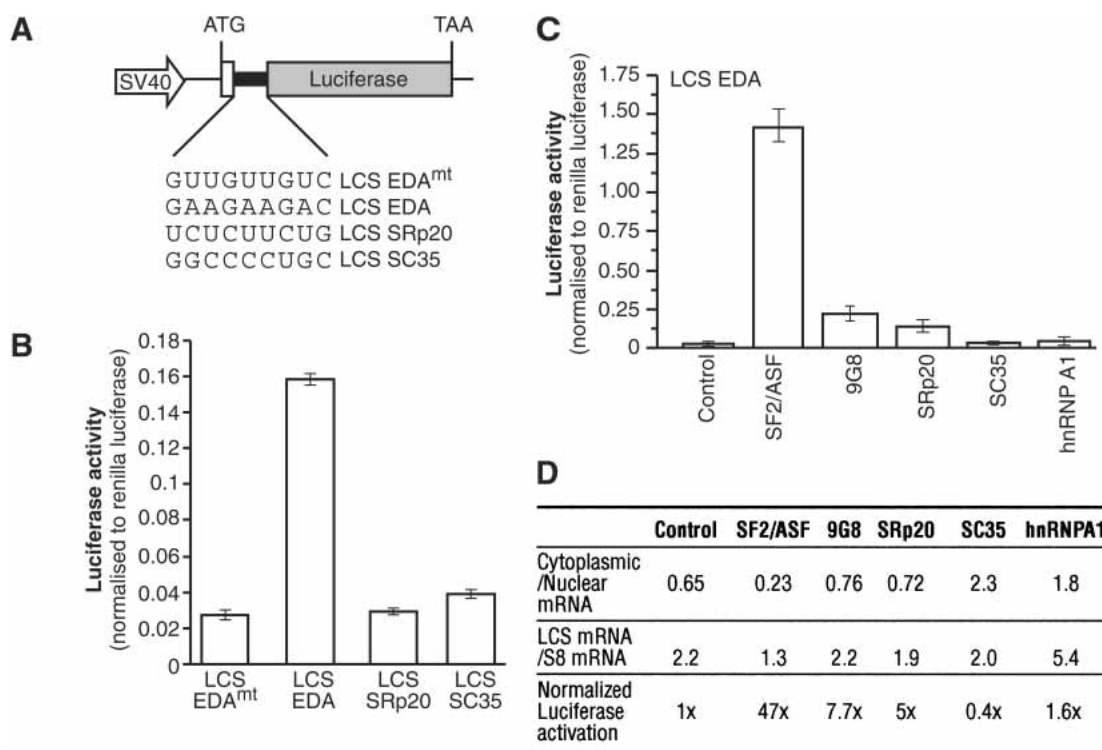 A
ATG
TAA
SV40
Luciferase
GUUGUUGUC LCS EDAmt
GAAGAAGAC LCS EDA
UCUCUUCUG LCS SRp20
GGCCCCUGC LCS SC35
B
Luciferase activity
(normalised to renilla luciferase)
0.18
0.16
0.14
0.12
0.1
0.08
0.06
0.04
0.02
0
LCS EDAmt
LCS EDA
LCS SRp20
LCS SC35
C
LCS EDA
Luciferase activity
(normalised to renilla luciferase)
1.75
1.50
1.25
1.00
0.75
0.50
0.25
0
Control
SF2/ASF
9G8
SRp20
SC35
hnRNP A1
D
Control SF2/ASF 9G8 SRp20 SC35 hnRNPA1
Cytoplasmic
/Nuclear 0.65 0.23 0.76 0.72 2.3 1.8
mRNA
LCS mRNA
/S8 mRNA 2.2 1.3 2.2 1.9 2.0 5.4
Normalized
Luciferase 1x 47x 7.7x 5x 0.4x 1.6x
activation